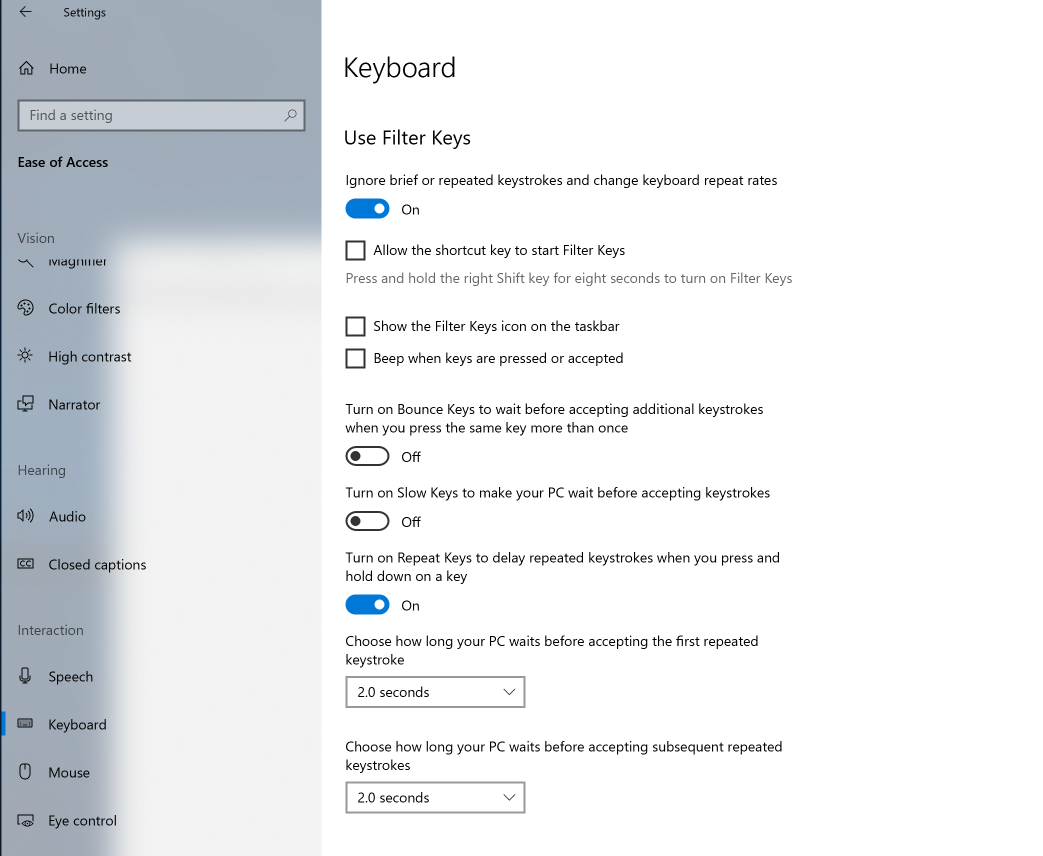 Settings
Home
Find a setting
Ease of Access
Vision
Magnifier
Color filters
High contrast
Narrator
Hearing
Audio
Closed captions
Interaction
Speech
Keyboard
Mouse
Eye control
Keyboard
Use Filter Keys
Ignore brief or repeated keystrokes and change keyboard repeat rates
On
Allow the shortcut key to start Filter Keys
Press and hold the right Shift key for eight seconds to turn on Filter Keys
Show the Filter Keys icon on the taskbar
Beep when keys are pressed or accepted
Turn on Bounce Keys to wait before accepting additional keystrokes
when you press the same key more than once
Off
Turn on Slow Keys to make your PC wait before accepting keystrokes
Off
Turn on Repeat Keys to delay repeated keystrokes when you press and
hold down on a key
On
Choose how long your PC waits before accepting the first repeated
keystroke
2.0 seconds
Choose how long your PC waits before accepting subsequent repeated
keystrokes
2.0 seconds